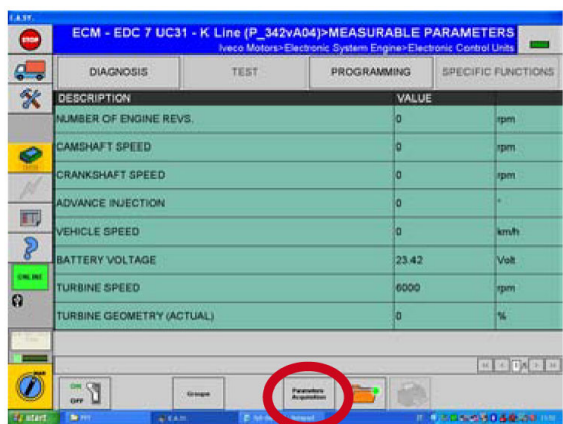 E.A.SY.
STOP
ECM - EDC 7 UC31 - K Line (P_342vA04)>MEASURABLE PARAMETERS
Iveco Motors>Electronic System Engine>Electronic Control Units
DIAGNOSIS TEST PROGRAMMING SPECIFIC FUNCTIONS
DESCRIPTION VALUE
NUMBER OF ENGINE REVS. 0 rpm
CAMSHAFT SPEED 0 rpm
CRANKSHAFT SPEED 0 rpm
ADVANCE INJECTION 0 °
VEHICLE SPEED 0 km/h
BATTERY VOLTAGE 23.42 Volt
TURBINE SPEED 6000 rpm
TURBINE GEOMETRY (ACTUAL) 0 %
ONLINE
1
MAN
ON
OFF
Groups
Parameters
Acquisition
start
E.A.SY.
IT